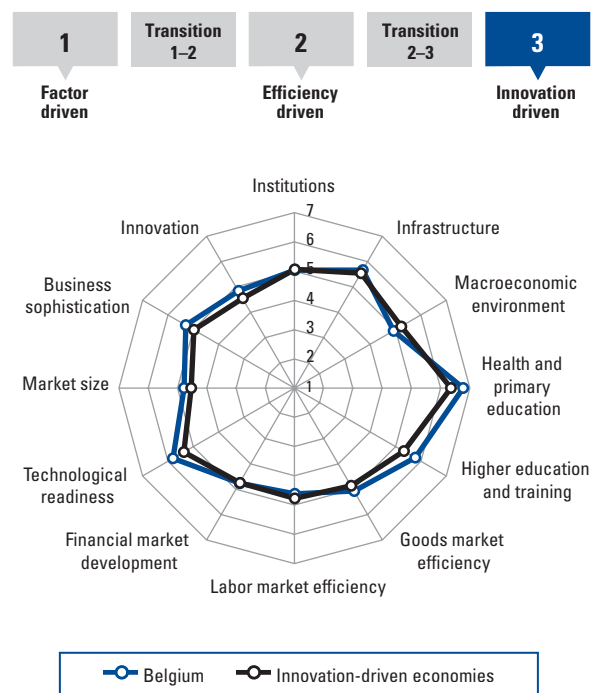 1
Transition
1–2
2
Transition
2–3
3
Factor
driven
Efficiency
driven
Innovation
driven
Institutions
7
Innovation
Infrastructure
6
5
Business
sophistication
Macroeconomic
environment
4
3
2
Market size
1
Health and
primary
education
Technological
readiness
Higher education
and training
Financial market
development
Goods market
efficiency
Labor market efficiency
Belgium
Innovation-driven economies